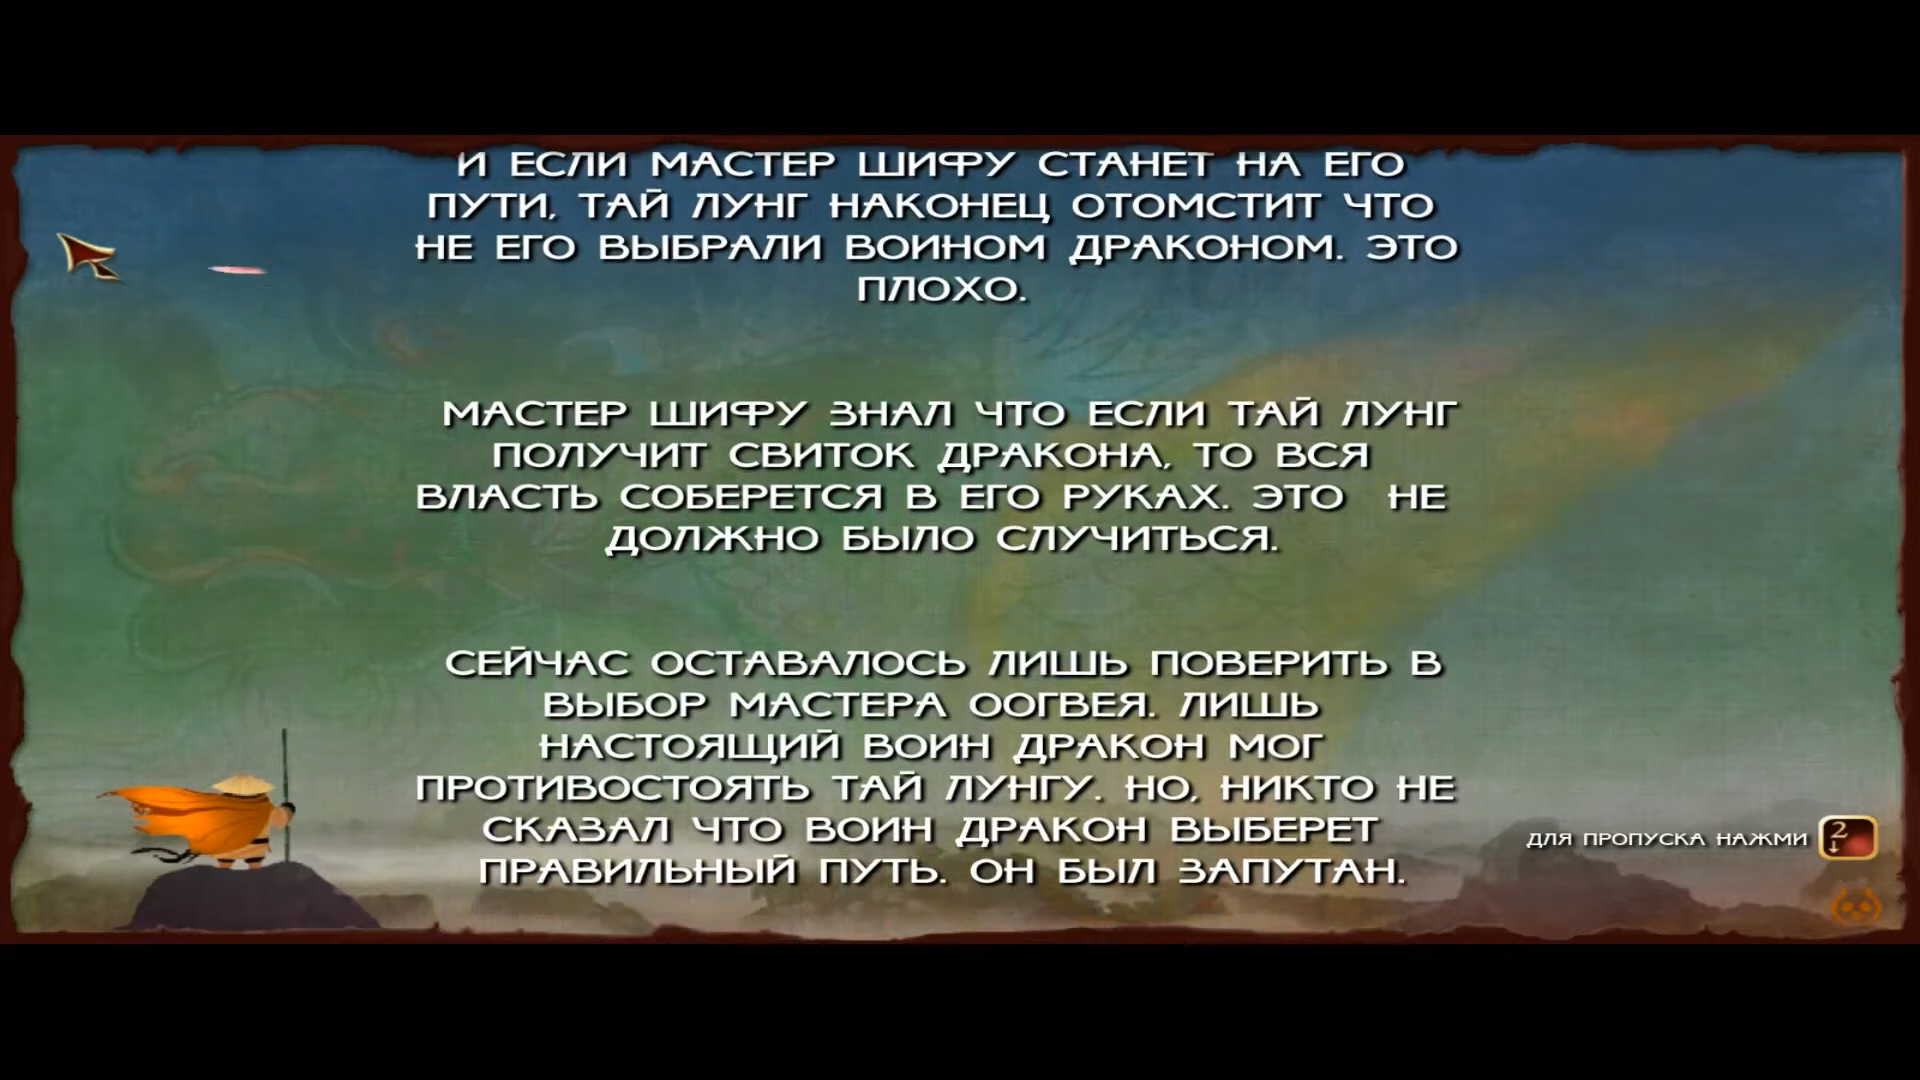 И ЕСЛИ МАСТЕР ШИФУ СТАНЕТ НА ЕГО
ПУТИ, ТАЙ ЛУНГ НАКОНЕЦ ОТОМСТИТ ЧТО
НЕ ЕГО ВЫБРАЛИ ВОИНОМ ДРАКОНОМ. ЭТО
ПЛОХО.
МАСТЕР ШИФУ ЗНАЛ ЧТО ЕСЛИ ТАЙ ЛУНГ
ПОЛУЧИТ СВИТОК ДРАКОНА, ТО ВСЯ
ВЛАСТЬ СОБЕРЕТСЯ В ЕГО РУКАХ. ЭТО НЕ
ДОЛЖНО БЫЛО СЛУЧИТЬСЯ.
СЕЙЧАС ОСТАВАЛОСЬ ЛИШЬ ПОВЕРИТЬ В
ВЫБОР МАСТЕРА ООГВЕЯ. ЛИШЬ
НАСТОЯЩИЙ ВОИН ДРАКОН МОГ
ПРОТИВОСТОЯТЬ ТАЙ ЛУНГУ. НО, НИКТО НЕ
СКАЗАЛ ЧТО ВОИН ДРАКОН ВЫБЕРЕТ
ПРАВИЛЬНЫЙ ПУТЬ. ОН БЫЛ ЗАПУТАН.
ДЛЯ ПРОПУСКА НАЖМИ 2